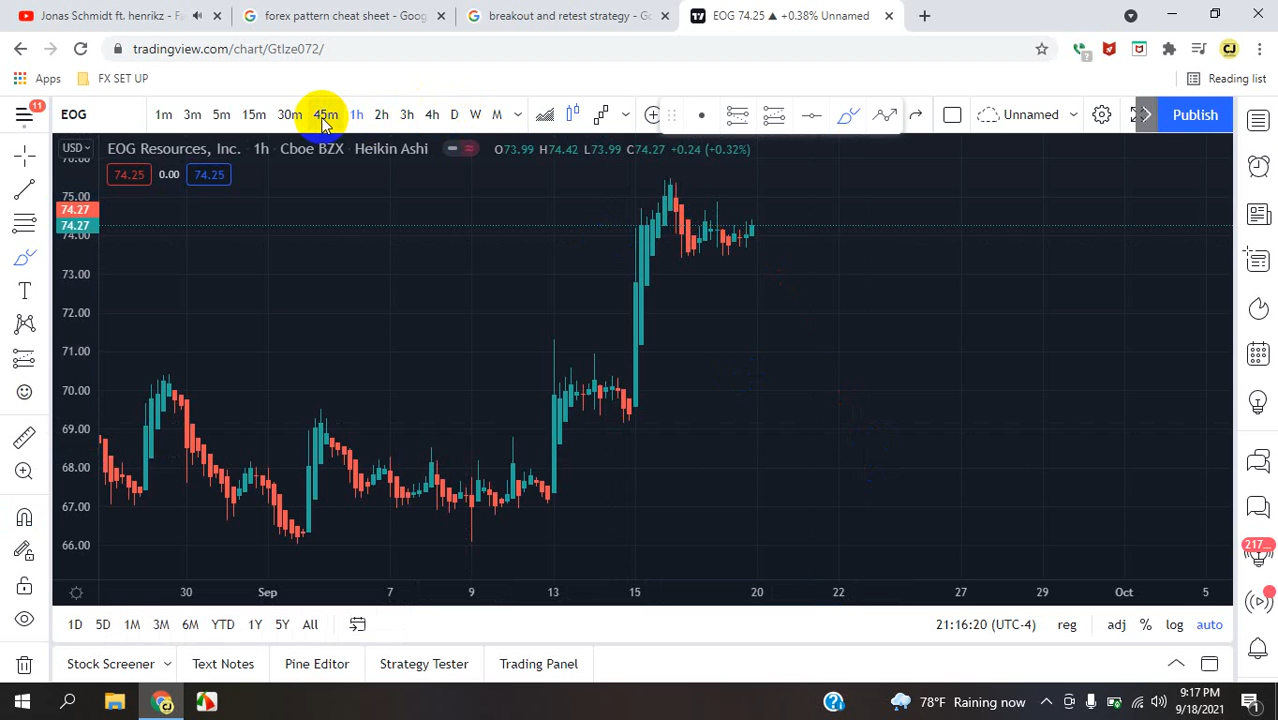 Jonas Schmidt ft. henrikz - Fa
forex pattern cheat sheet - Goog
breakout and retest strategy - Go
EOG 74.25 ▲ +0.38% Unnamed
tradingview.com/chart/GtIze072/
Apps
FX SET UP
Reading list
11
EOG
1m 3m 5m 15m 30m 45m 1h 2h 3h 4h D W M
Unnamed
Publish
USD
EOG Resources, Inc. · 1h · Cboe BZX · Heikin Ashi
O73.99 H74.42 L73.99 C74.27 +0.24 (+0.32%)
74.25 0.00 74.25
76.00
75.00
74.27
74.27
74.00
73.00
72.00
71.00
70.00
69.00
68.00
67.00
66.00
217...
30 Sep 7 9 13 15 20 22 27 29 Oct 5
1D 5D 1M 3M 6M YTD 1Y 5Y All
21:16:20 (UTC-4) reg adj % log auto
Stock Screener Text Notes Pine Editor Strategy Tester Trading Panel
78°F Raining now
9:17 PM
9/18/2021
1